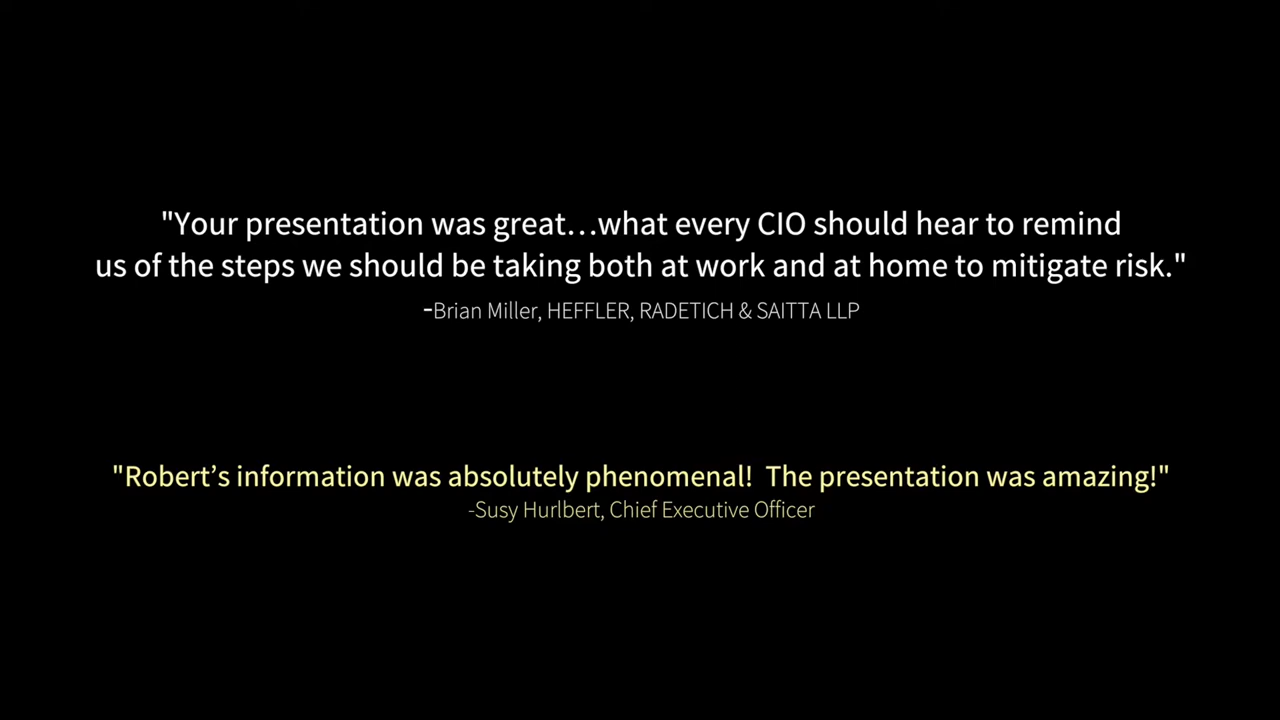 "Your presentation was great…what every CIO should hear to remind
us of the steps we should be taking both at work and at home to mitigate risk."
-Brian Miller, HEFFLER, RADETICH & SAITTA LLP
"Robert’s information was absolutely phenomenal!  The presentation was amazing!"
-Susy Hurlbert, Chief Executive Officer